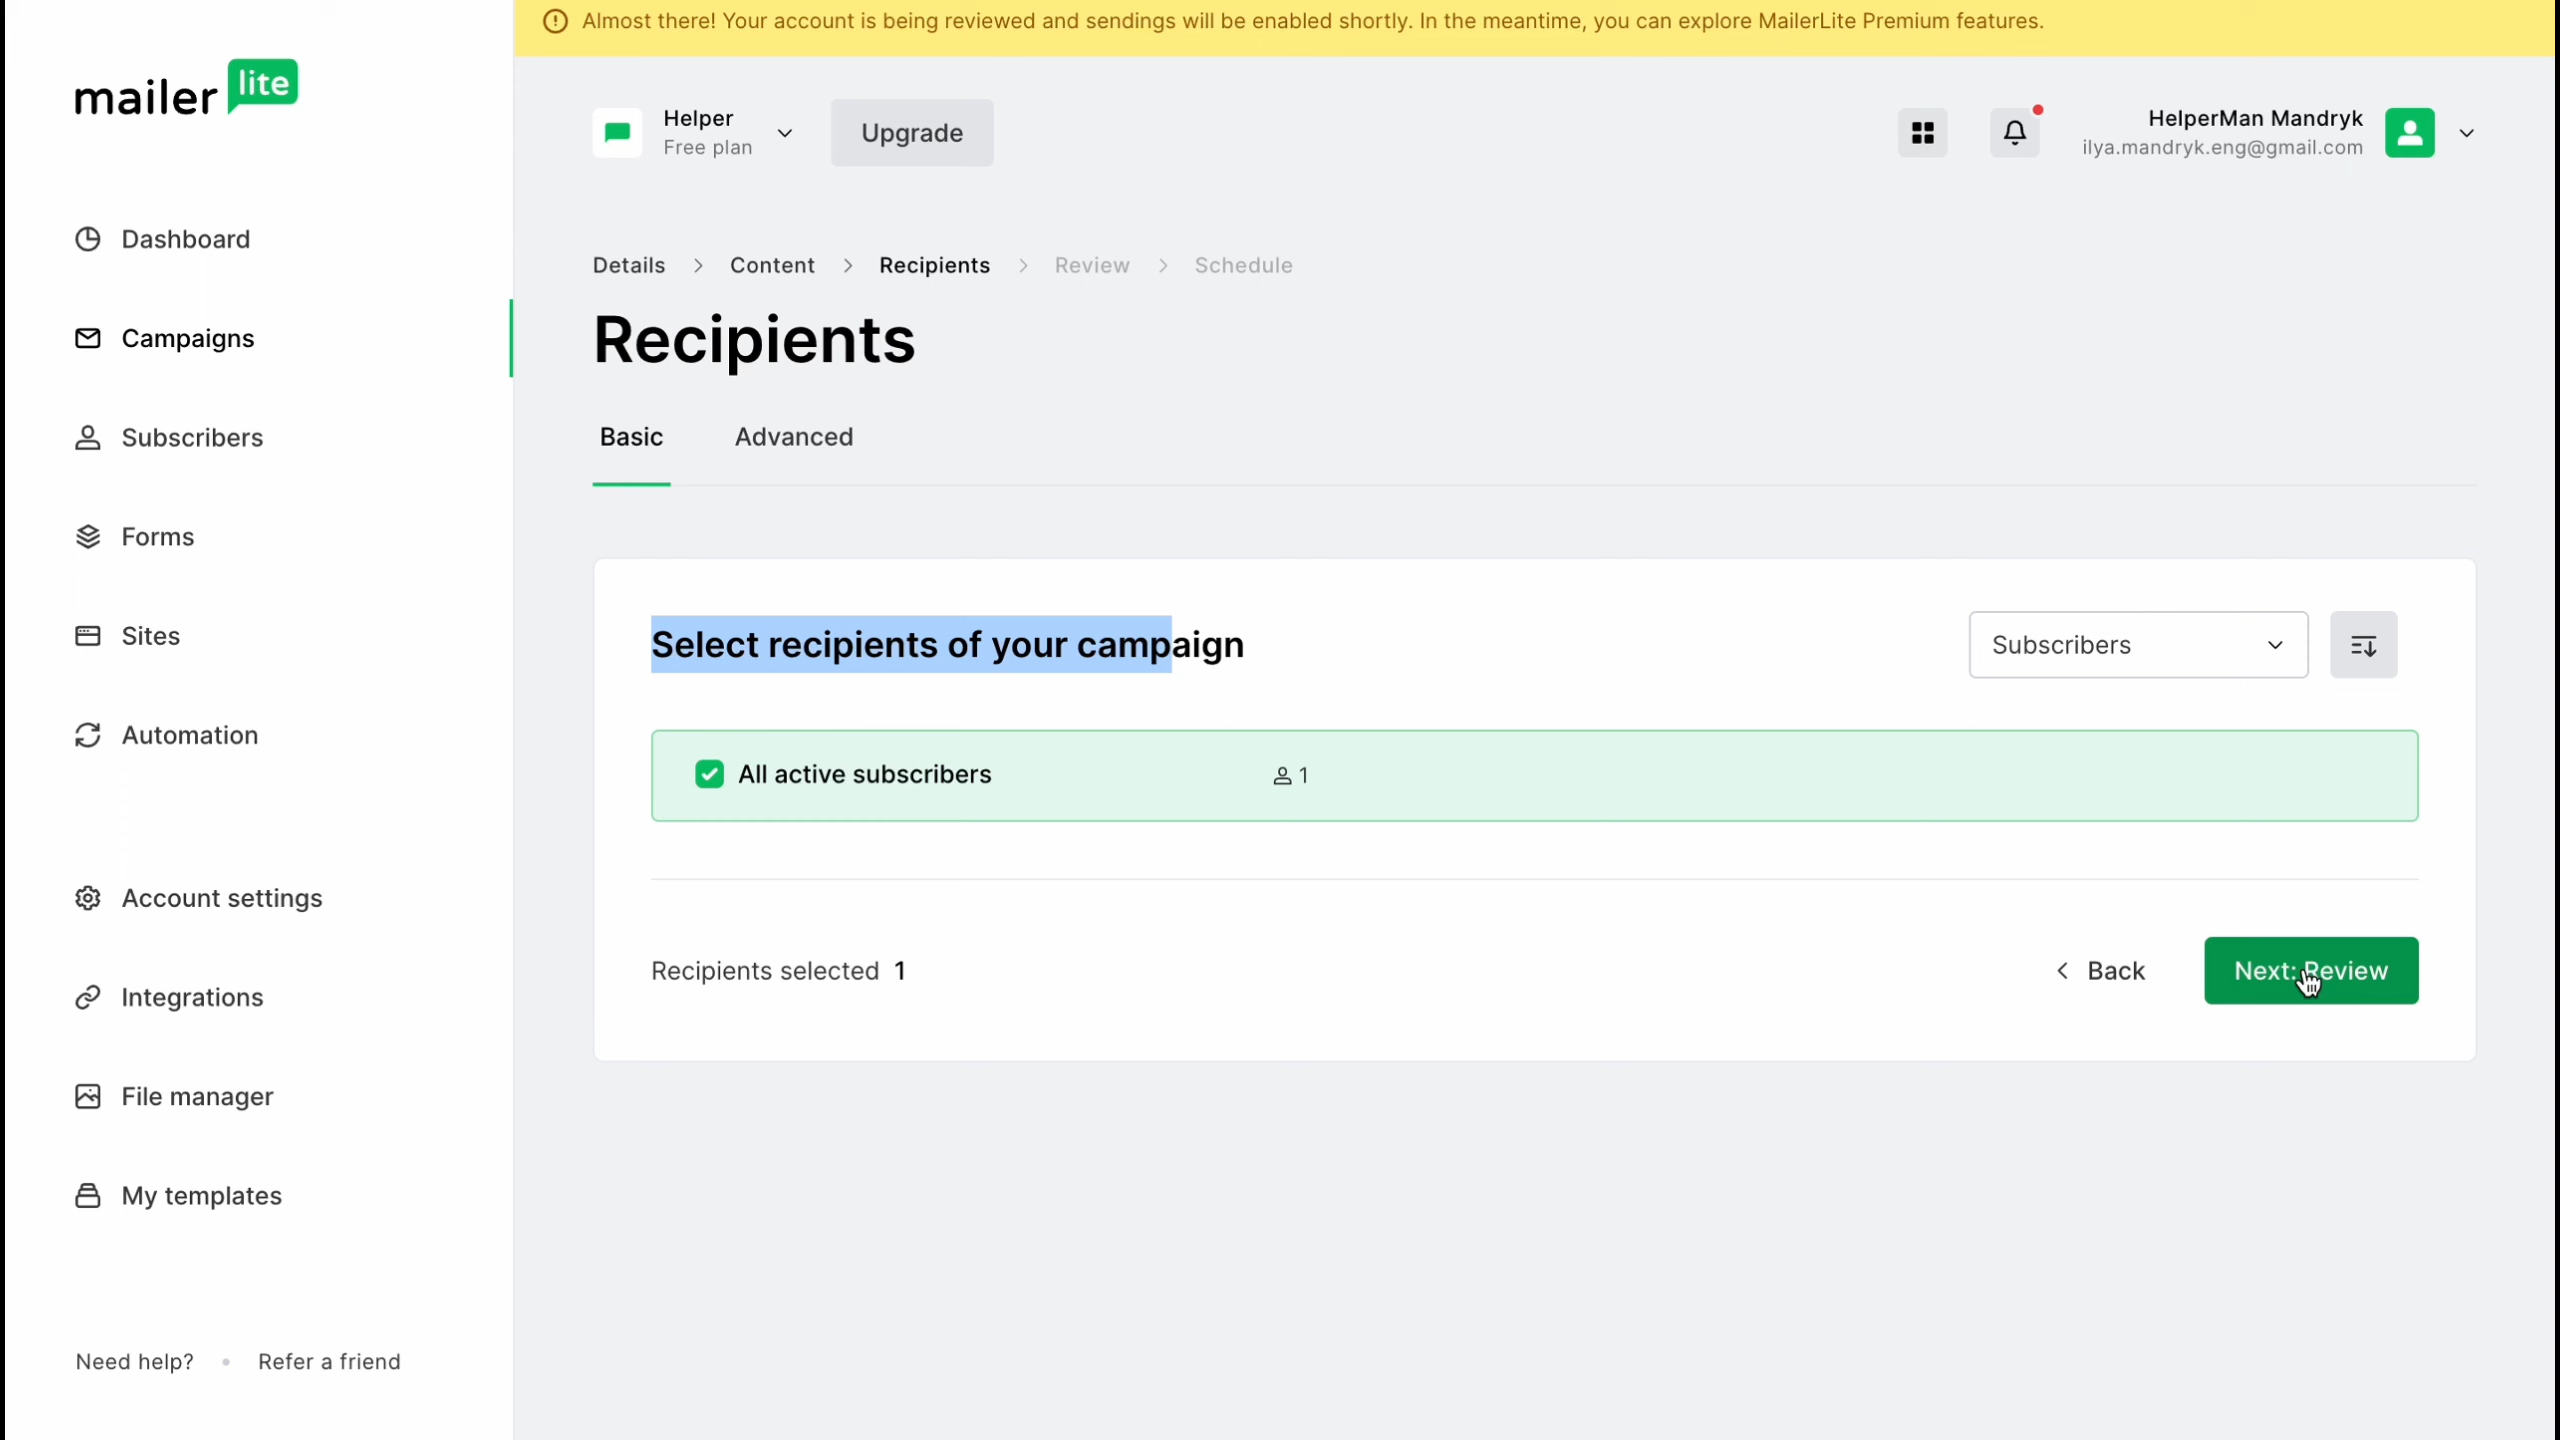 Almost there! Your account is being reviewed and sendings will be enabled shortly. In the meantime, you can explore MailerLite Premium features.
mailer lite
Helper
Free plan
Upgrade
HelperMan Mandryk
ilya.mandryk.eng@gmail.com
Dashboard
Campaigns
Subscribers
Forms
Sites
Automation
Account settings
Integrations
File manager
My templates
Need help? • Refer a friend
Details > Content > Recipients > Review > Schedule
Recipients
Basic Advanced
Select recipients of your campaign
Subscribers
All active subscribers 1
Recipients selected 1
Back
Next: Review